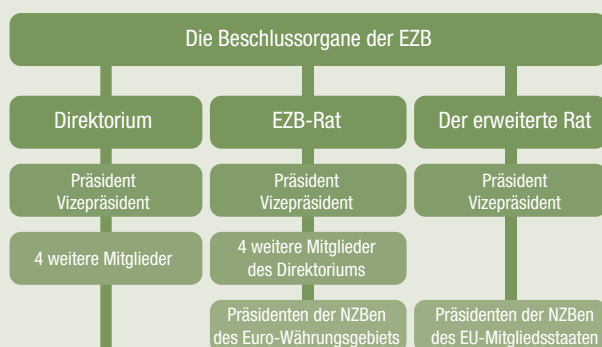 Die Beschlussorgane der EZB
Direktorium
EZB-Rat
Der erweiterte Rat
Präsident
Vizepräsident
Präsident
Vizepräsident
Präsident
Vizepräsident
4 weitere Mitglieder
4 weitere Mitglieder
des Direktoriums
Präsidenten der NZBen
des Euro-Währungsgebiets
Präsidenten der NZBen
des EU-Mitgliedsstaaten